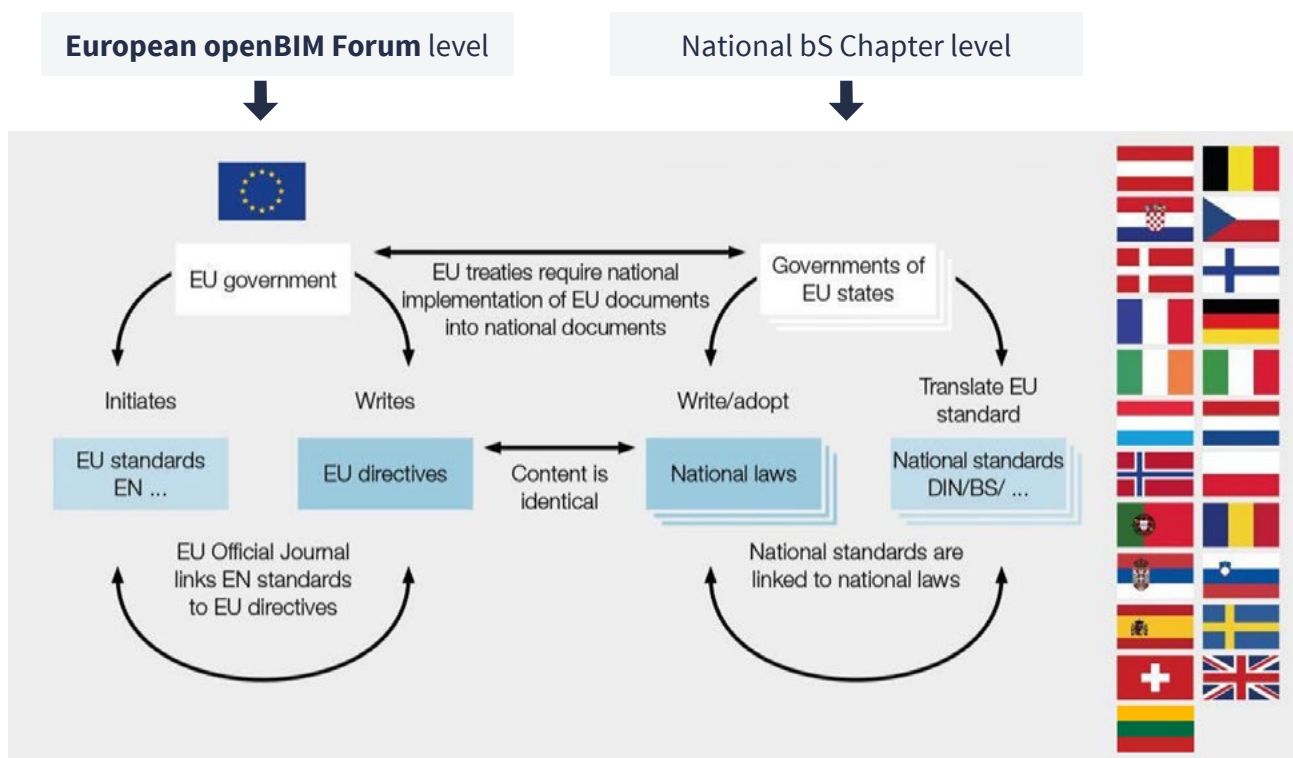 European openBIM Forum level
National bS Chapter level
EU government
EU treaties require national
implementation of EU documents
into national documents
Governments of
EU states
Initiates
Writes
Write/adopt
Translate EU
standard
EU standards
EN ...
EU directives
Content is
identical
National laws
National standards
DIN/BS/ ...
EU Official Journal
links EN standards
to EU directives
National standards are
linked to national laws